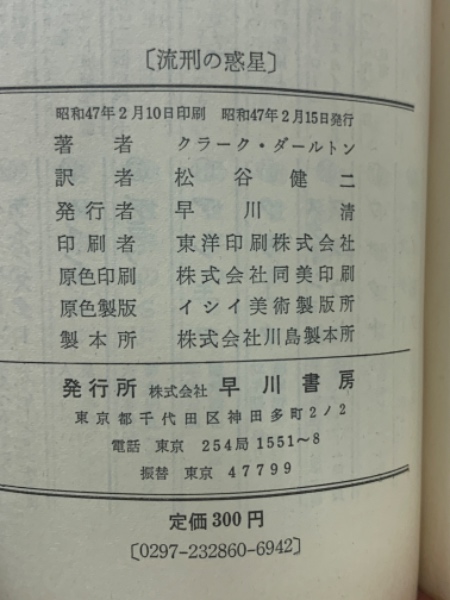 〔流刑の惑星〕
昭和47年2月10日印刷 昭和47年2月15日発行
著者 クラーク・ダールトン
訳者 松谷健二
発行者 早川清
印刷者 東洋印刷株式会社
原色印刷 株式会社同美印刷
原色製版 イシイ美術製版所
製本所 株式会社川島製本所
発行所 株式会社 早川書房
東京都千代田区神田多町2ノ2
電話 東京 254局 1551〜8
振替 東京 47799
定価300円
〔0297-232860-6942〕